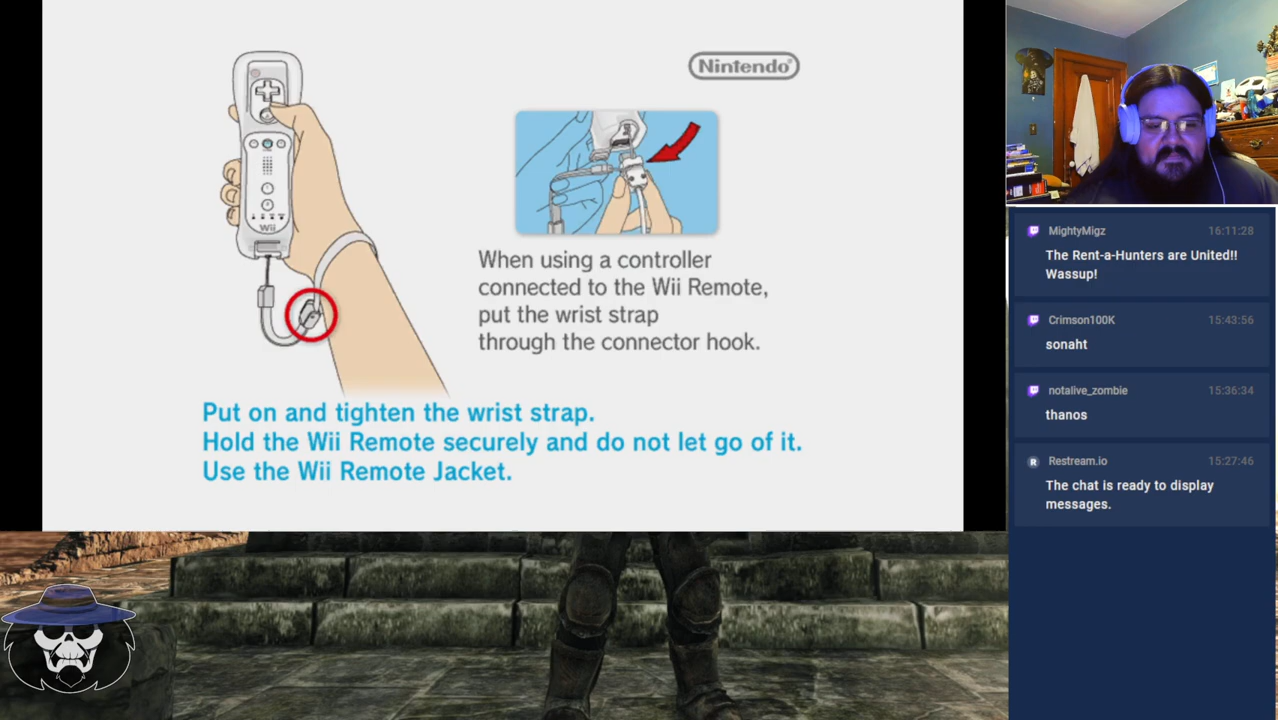 Nintendo®
When using a controller
connected to the Wii Remote,
put the wrist strap
through the connector hook.
Wii
Put on and tighten the wrist strap.
Hold the Wii Remote securely and do not let go of it.
Use the Wii Remote Jacket.
MightyMigz 16:11:28
The Rent-a-Hunters are United!!
Wassup!
Crimson100K 15:43:56
sonaht
notalive_zombie 15:36:34
thanos
R Restream.io 15:27:46
The chat is ready to display
messages.